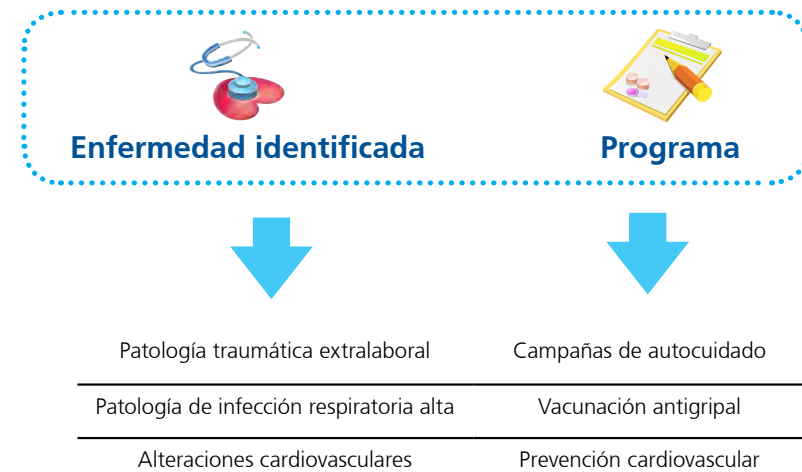 Enfermedad identificada Programa
Patología traumática extralaboral Campañas de autocuidado
Patología de infección respiratoria alta Vacunación antigripal
Alteraciones cardiovasculares Prevención cardiovascular